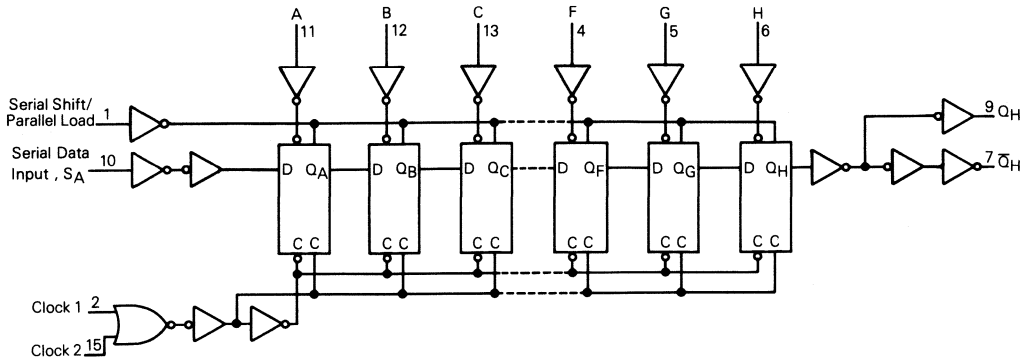 A B C F G H
11 12 13 4 5 6
Serial Shift/
Parallel Load 1
9 QH
Serial Data
Input , SA 10
7 Q̅H
D QA D QB D QC D QF D QG D QH
C C C C C C C C C C C C
Clock 1 2
Clock 2 15